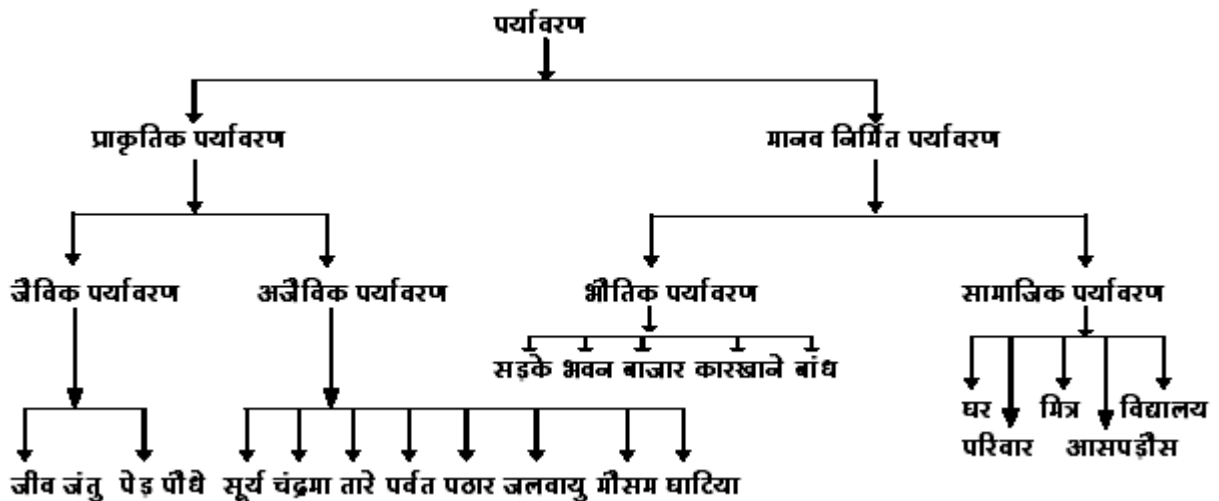 पर्यावरण
प्राकृतिक पर्यावरण मानव निर्मित पर्यावरण
जैविक पर्यावरण अजैविक पर्यावरण भौतिक पर्यावरण सामाजिक पर्यावरण
सड़के भवन बाजार कारखाने बांध
घर मित्र विद्यालय
परिवार आसपड़ौस
जीव जंतु पेड़ पौधे सूर्य चंद्रमा तारे पर्वत पठार जलवायु मौसम घाटिया